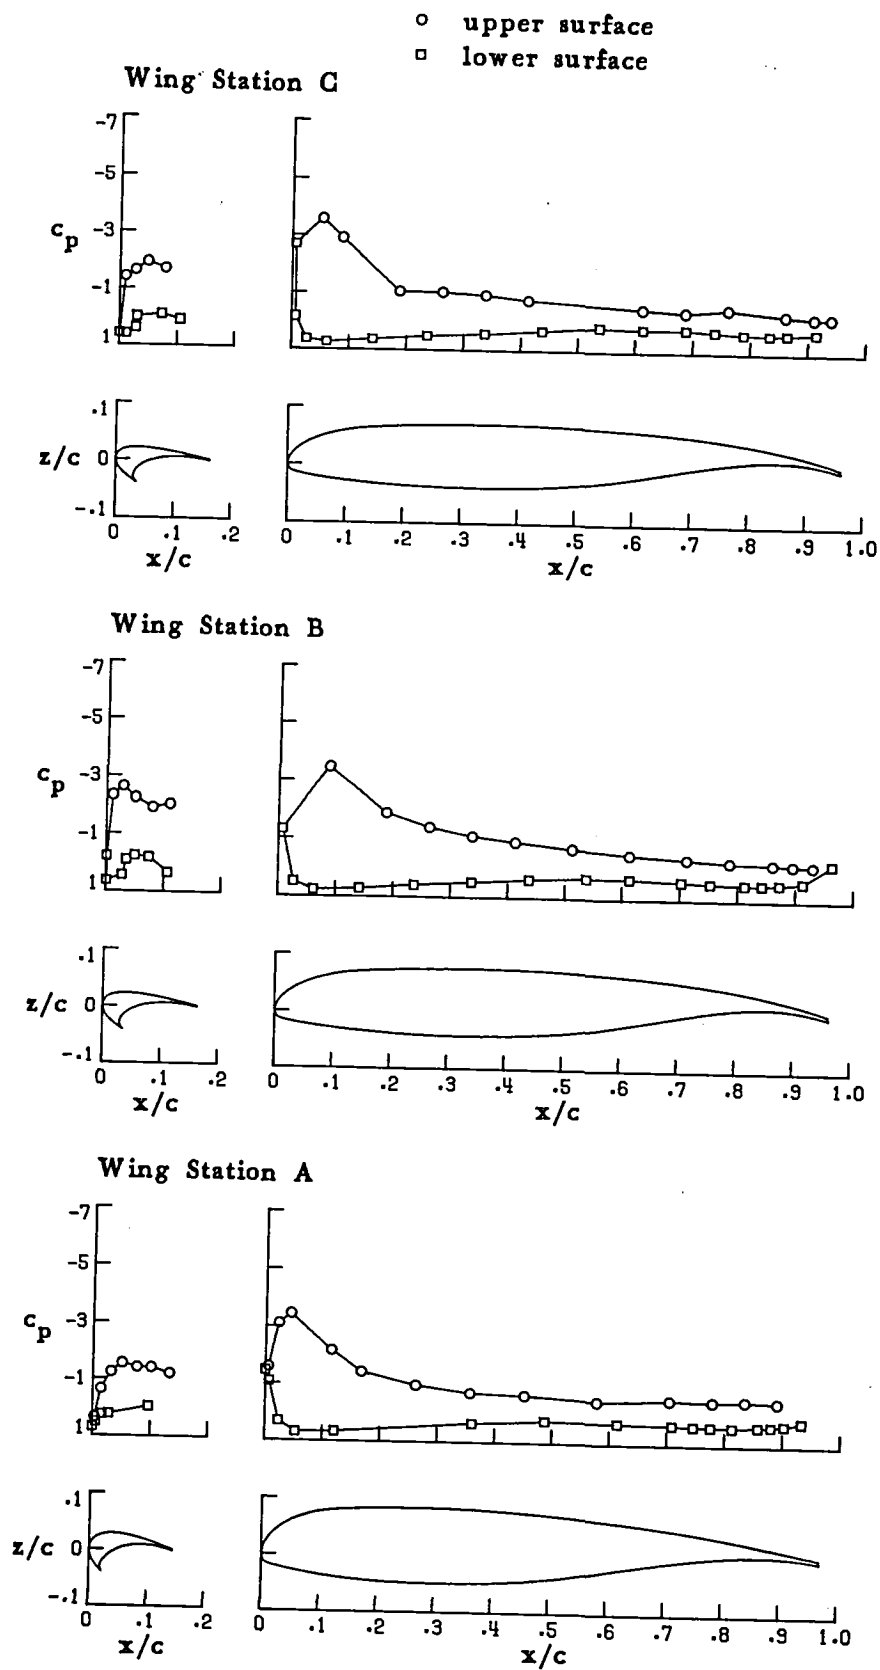 upper surface
lower surface
Wing Station C
-7
-5
-3
-1
1
c_p
.1
0
-.1
z/c
0 .1 .2
x/c
0 .1 .2 .3 .4 .5 .6 .7 .8 .9 1.0
x/c
Wing Station B
-7
-5
-3
-1
1
c_p
.1
0
-.1
z/c
0 .1 .2
x/c
0 .1 .2 .3 .4 .5 .6 .7 .8 .9 1.0
x/c
Wing Station A
-7
-5
-3
-1
1
c_p
.1
0
-.1
z/c
0 .1 .2
x/c
0 .1 .2 .3 .4 .5 .6 .7 .8 .9 1.0
x/c